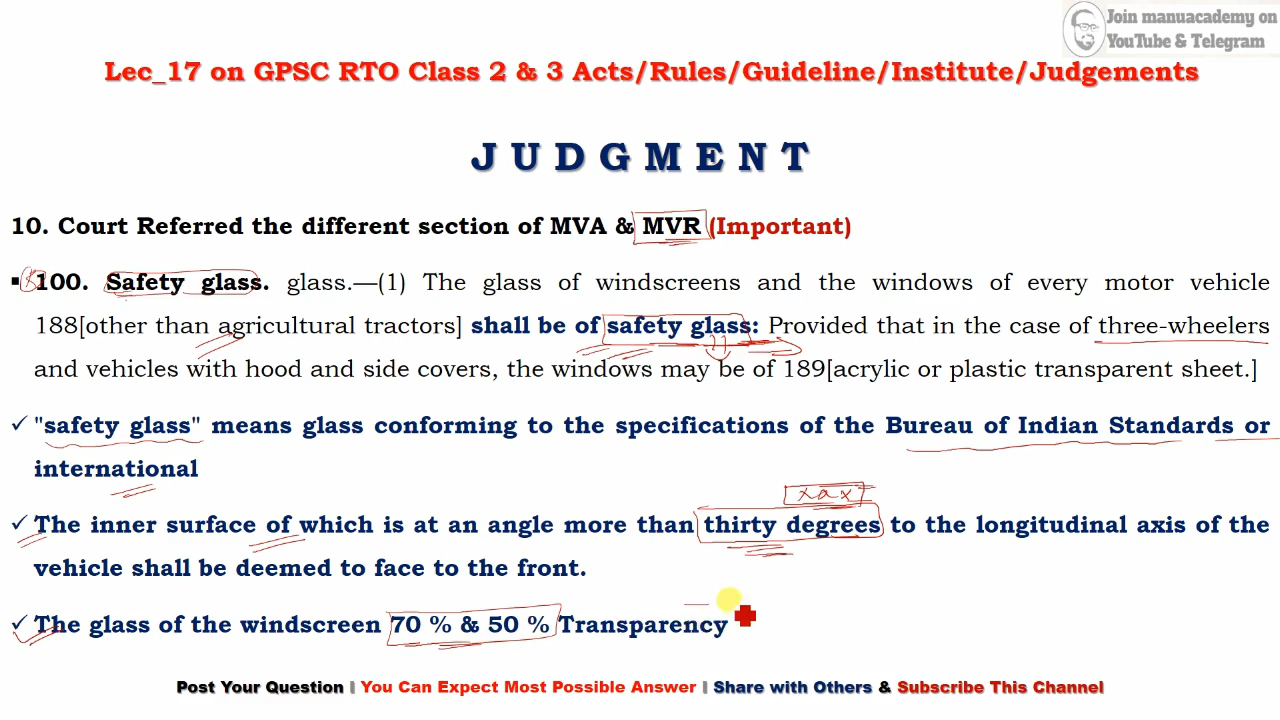 Join manuacademy on
YouTube & Telegram
Lec_17 on GPSC RTO Class 2 & 3 Acts/Rules/Guideline/Institute/Judgements
JUDGMENT
10. Court Referred the different section of MVA & MVR (Important)
100. Safety glass. glass.—(1) The glass of windscreens and the windows of every motor vehicle
188[other than agricultural tractors] shall be of safety glass: Provided that in the case of three-wheelers
and vehicles with hood and side covers, the windows may be of 189[acrylic or plastic transparent sheet.]
"safety glass" means glass conforming to the specifications of the Bureau of Indian Standards or
international
The inner surface of which is at an angle more than thirty degrees to the longitudinal axis of the
vehicle shall be deemed to face to the front.
The glass of the windscreen 70 % & 50 % Transparency
Post Your Question | You Can Expect Most Possible Answer | Share with Others & Subscribe This Channel